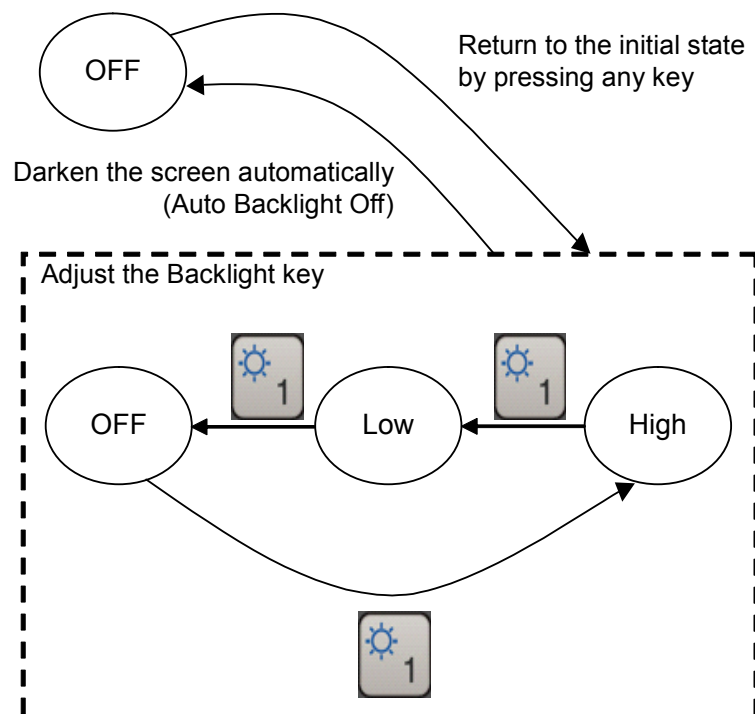 OFF
Return to the initial state
by pressing any key
Darken the screen automatically
(Auto Backlight Off)
Adjust the Backlight key
1
1
OFF
Low
High
1